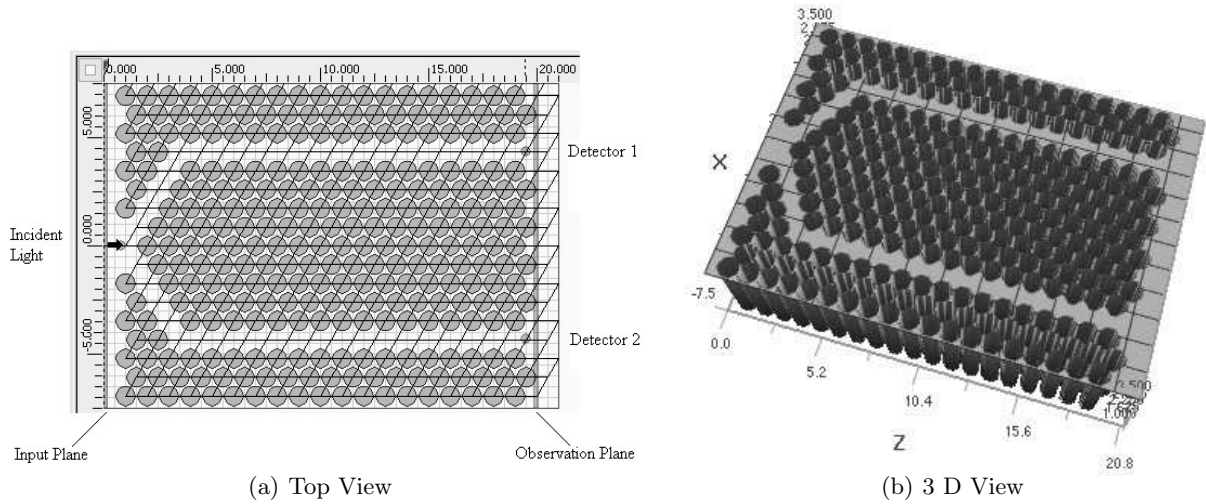 0.000
5.000
10.000
15.000
20.000
5.000
0.000
-5.000
Detector 1
Incident
Light
Detector 2
Input Plane
Observation Plane
(a) Top View
3.500
X
-7.5
0.0
5.2
10.4
15.6
20.8
3.500
1.000
Z
(b) 3 D View